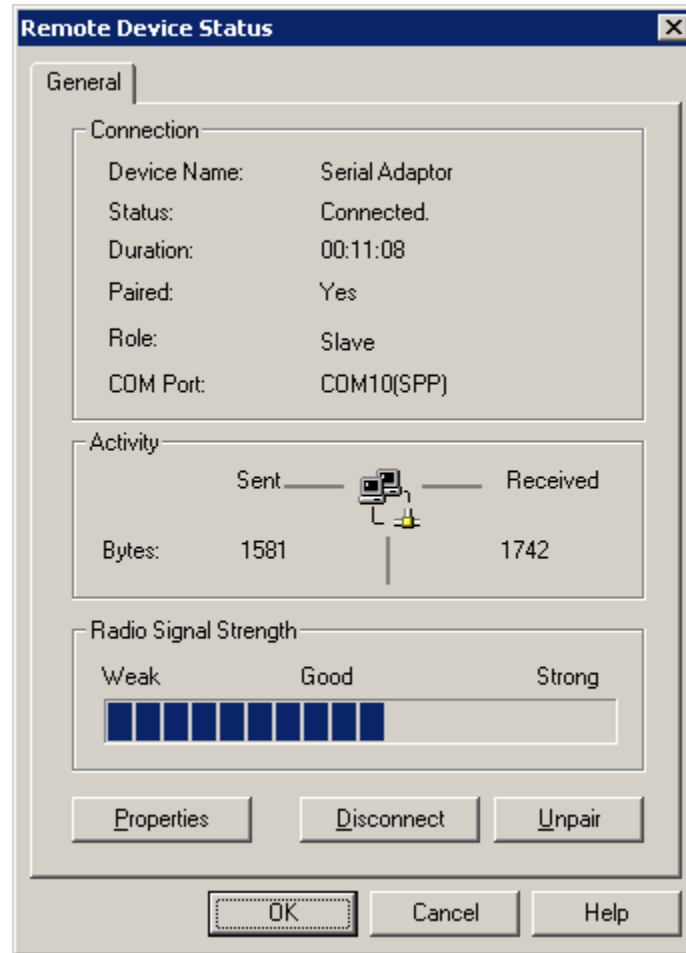 Remote Device Status
General
Connection
Device Name: Serial Adaptor
Status: Connected.
Duration: 00:11:08
Paired: Yes
Role: Slave
COM Port: COM10(SPP)
Activity
Sent Received
Bytes: 1581 1742
Radio Signal Strength
Weak Good Strong
Properties Disconnect Unpair
OK Cancel Help